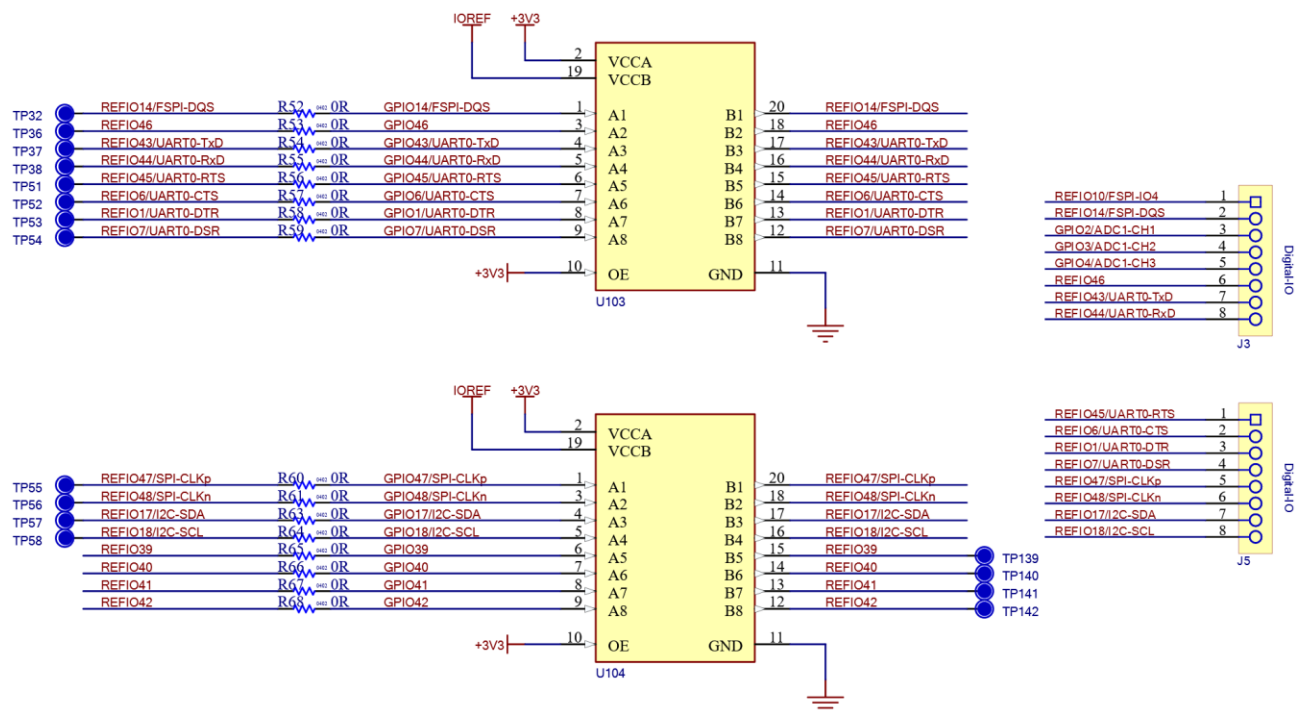 IOREF +3V3
2 VCCA
19 VCCB
TP32 REFIO14/FSPI-DQS R52 0402 0R GPIO14/FSPI-DQS 1 A1 B1 20 REFIO14/FSPI-DQS
TP36 REFIO46 R53 0402 0R GPIO46 3 A2 B2 18 REFIO46
TP37 REFIO43/UART0-TxD R54 0402 0R GPIO43/UART0-TxD 4 A3 B3 17 REFIO43/UART0-TxD
TP38 REFIO44/UART0-RxD R55 0402 0R GPIO44/UART0-RxD 5 A4 B4 16 REFIO44/UART0-RxD
TP51 REFIO45/UART0-RTS R56 0402 0R GPIO45/UART0-RTS 6 A5 B5 15 REFIO45/UART0-RTS
TP52 REFIO6/UART0-CTS R57 0402 0R GPIO6/UART0-CTS 7 A6 B6 14 REFIO6/UART0-CTS
TP53 REFIO1/UART0-DTR R58 0402 0R GPIO1/UART0-DTR 8 A7 B7 13 REFIO1/UART0-DTR
TP54 REFIO7/UART0-DSR R59 0402 0R GPIO7/UART0-DSR 9 A8 B8 12 REFIO7/UART0-DSR
+3V3 10 OE GND 11
U103
REFIO10/FSPI-IO4 1
REFIO14/FSPI-DQS 2
GPIO2/ADC1-CH1 3
GPIO3/ADC1-CH2 4
GPIO4/ADC1-CH3 5
REFIO46 6
REFIO43/UART0-TxD 7
REFIO44/UART0-RxD 8
Digital-IO
J3
IOREF +3V3
2 VCCA
19 VCCB
TP55 REFIO47/SPI-CLKp R60 0402 0R GPIO47/SPI-CLKp 1 A1 B1 20 REFIO47/SPI-CLKp
TP56 REFIO48/SPI-CLKn R61 0402 0R GPIO48/SPI-CLKn 3 A2 B2 18 REFIO48/SPI-CLKn
TP57 REFIO17/I2C-SDA R63 0402 0R GPIO17/I2C-SDA 4 A3 B3 17 REFIO17/I2C-SDA
TP58 REFIO18/I2C-SCL R64 0402 0R GPIO18/I2C-SCL 5 A4 B4 16 REFIO18/I2C-SCL
REFIO39 R65 0402 0R GPIO39 6 A5 B5 15 REFIO39 TP139
REFIO40 R66 0402 0R GPIO40 7 A6 B6 14 REFIO40 TP140
REFIO41 R67 0402 0R GPIO41 8 A7 B7 13 REFIO41 TP141
REFIO42 R68 0402 0R GPIO42 9 A8 B8 12 REFIO42 TP142
+3V3 10 OE GND 11
U104
REFIO45/UART0-RTS 1
REFIO6/UART0-CTS 2
REFIO1/UART0-DTR 3
REFIO7/UART0-DSR 4
REFIO47/SPI-CLKp 5
REFIO48/SPI-CLKn 6
REFIO17/I2C-SDA 7
REFIO18/I2C-SCL 8
Digital-IO
J5